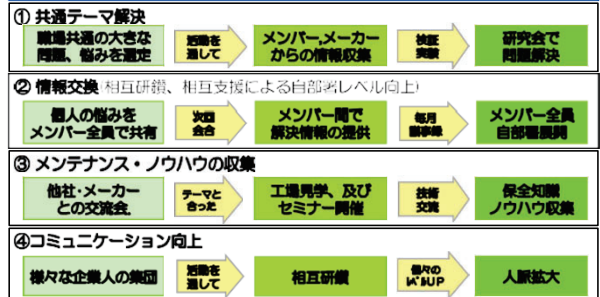 ① 共通テーマ解決
職場共通の大きな
問題、悩みを選定
活動を
通して
メンバー,メーカー
からの情報収集
検証
実験
研究会で
問題解決
② 情報交換(相互研鑽、相互支援による自部署レベル向上)
個人の悩みを
メンバー全員で共有
次回
会合
メンバー間で
解決情報の提供
毎月
議事録
メンバー全員
自部署展開
③ メンテナンス・ノウハウの収集
他社・メーカー
との交流会
テーマと
合った
工場見学、及び
セミナー開催
技術
交流
保全知識
ノウハウ収集
④コミュニケーション向上
様々な企業人の集団
活動を
通して
相互研鑽
個々の
ﾚﾍﾞﾙUP
人脈拡大